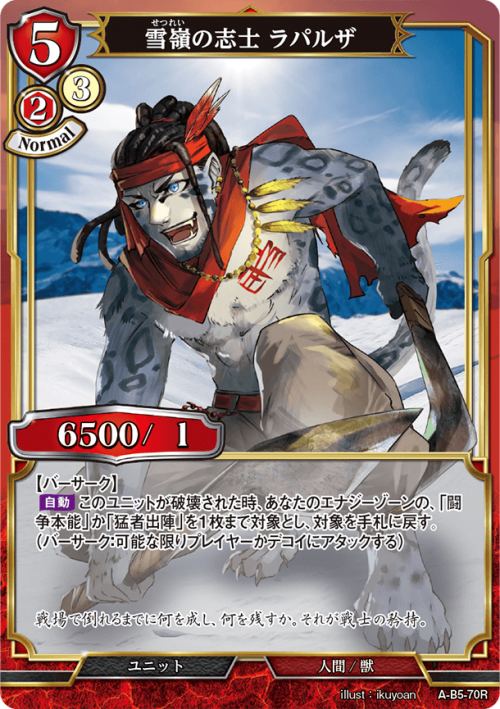 5
せつれい
雪嶺の志士 ラパルザ
2
3
Normal
6500/ 1
【バーサーク】
自動 このユニットが破壊された時、あなたのエナジーゾーンの、「闘
争本能」か「猛者出陣」を1枚まで対象とし、対象を手札に戻す。
(バーサーク:可能な限りプレイヤーかデコイにアタックする)
戦場で倒れるまでに何を成し、何を残すか。それが戦士の矜持。
ユニット
人間 / 獣
illust：ikuyoan
A-B5-70R